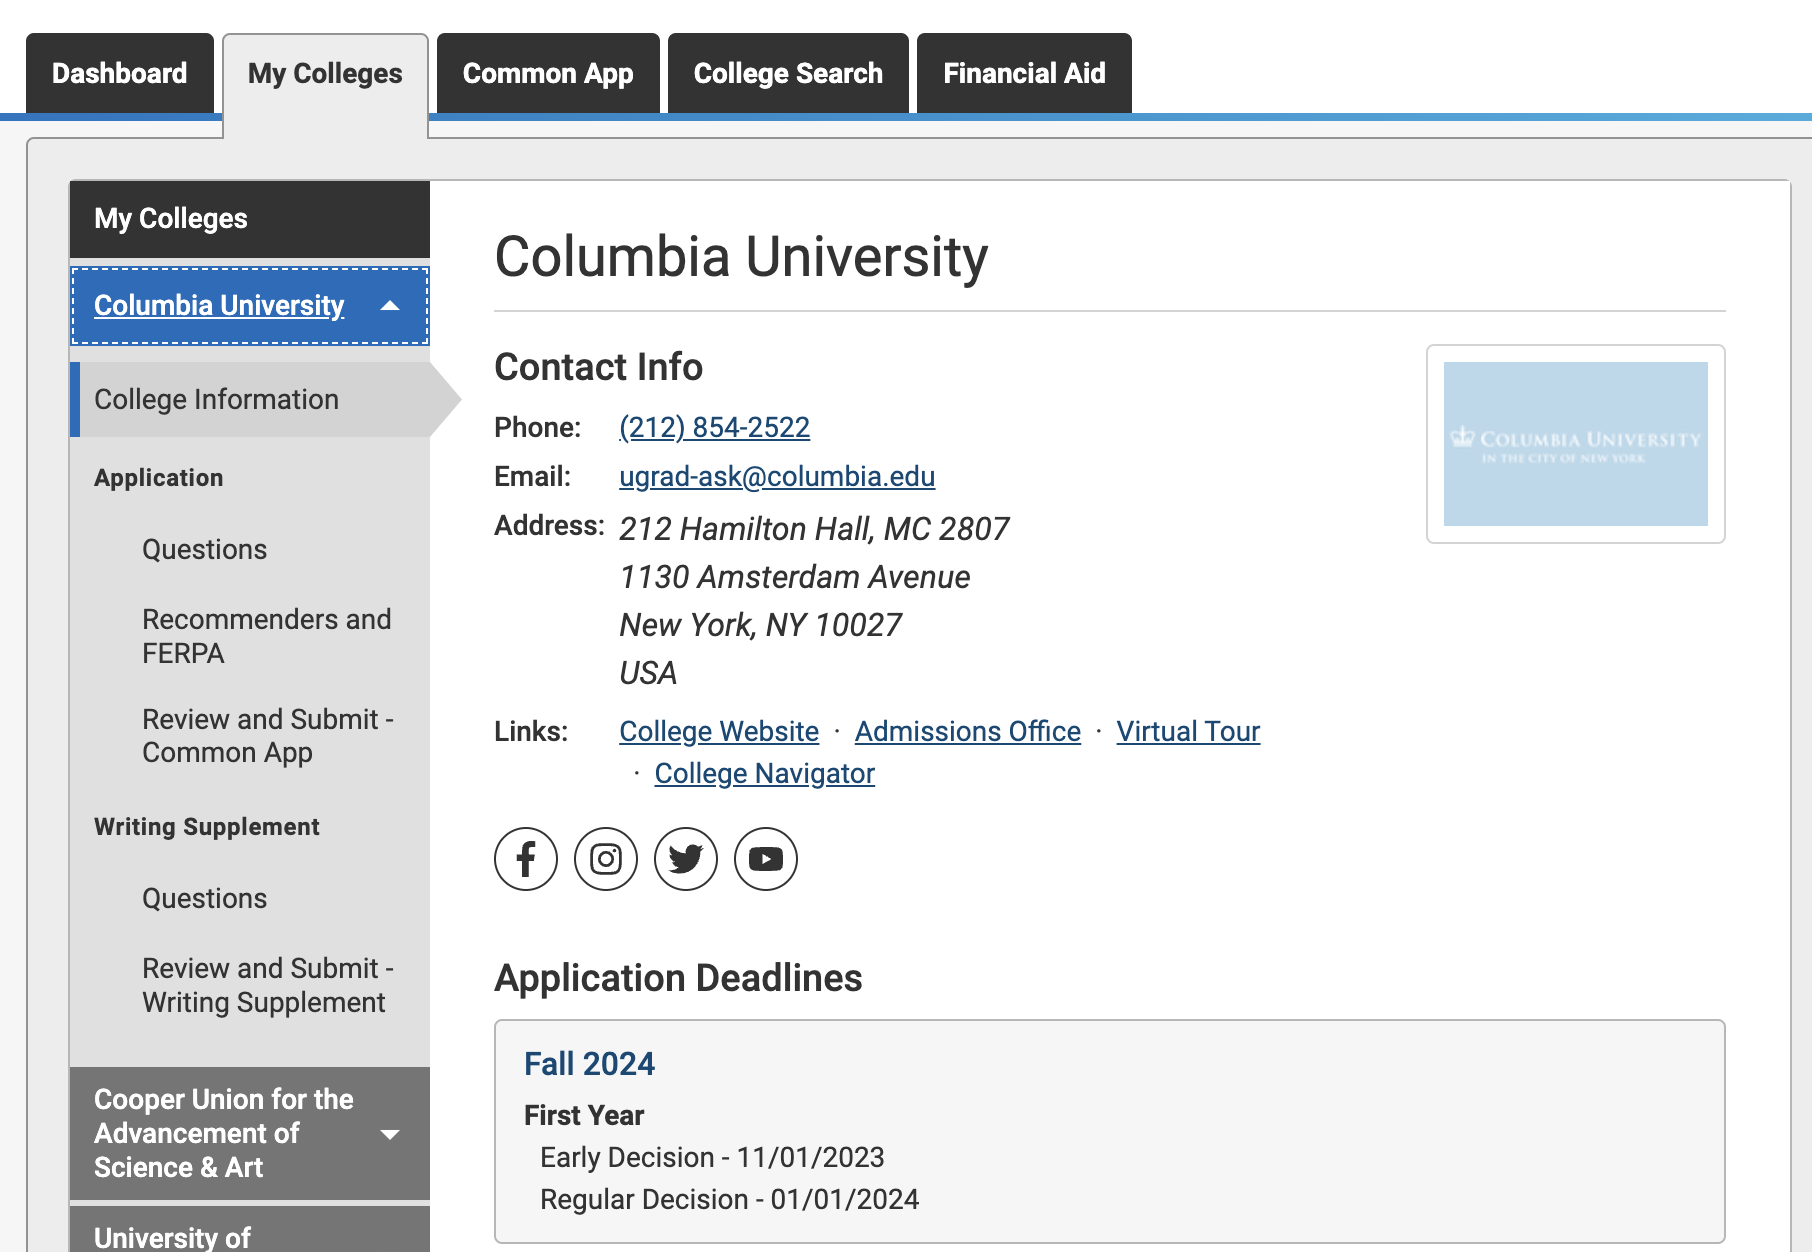 Dashboard
My Colleges
Common App
College Search
Financial Aid
My Colleges
Columbia University
College Information
Application
Questions
Recommenders and
FERPA
Review and Submit -
Common App
Writing Supplement
Questions
Review and Submit -
Writing Supplement
Cooper Union for the
Advancement of
Science & Art
University of
Columbia University
Contact Info
Phone: (212) 854-2522
Email: ugrad-ask@columbia.edu
Address: 212 Hamilton Hall, MC 2807
1130 Amsterdam Avenue
New York, NY 10027
USA
Links: College Website · Admissions Office · Virtual Tour
· College Navigator
COLUMBIA UNIVERSITY
IN THE CITY OF NEW YORK
Application Deadlines
Fall 2024
First Year
Early Decision - 11/01/2023
Regular Decision - 01/01/2024